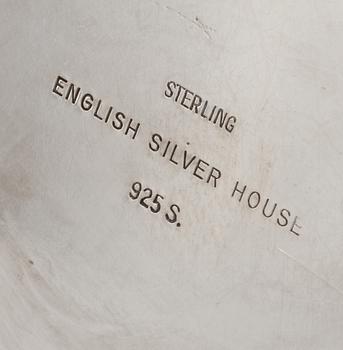 STERLING
ENGLISH SILVER HOUSE
925 S.